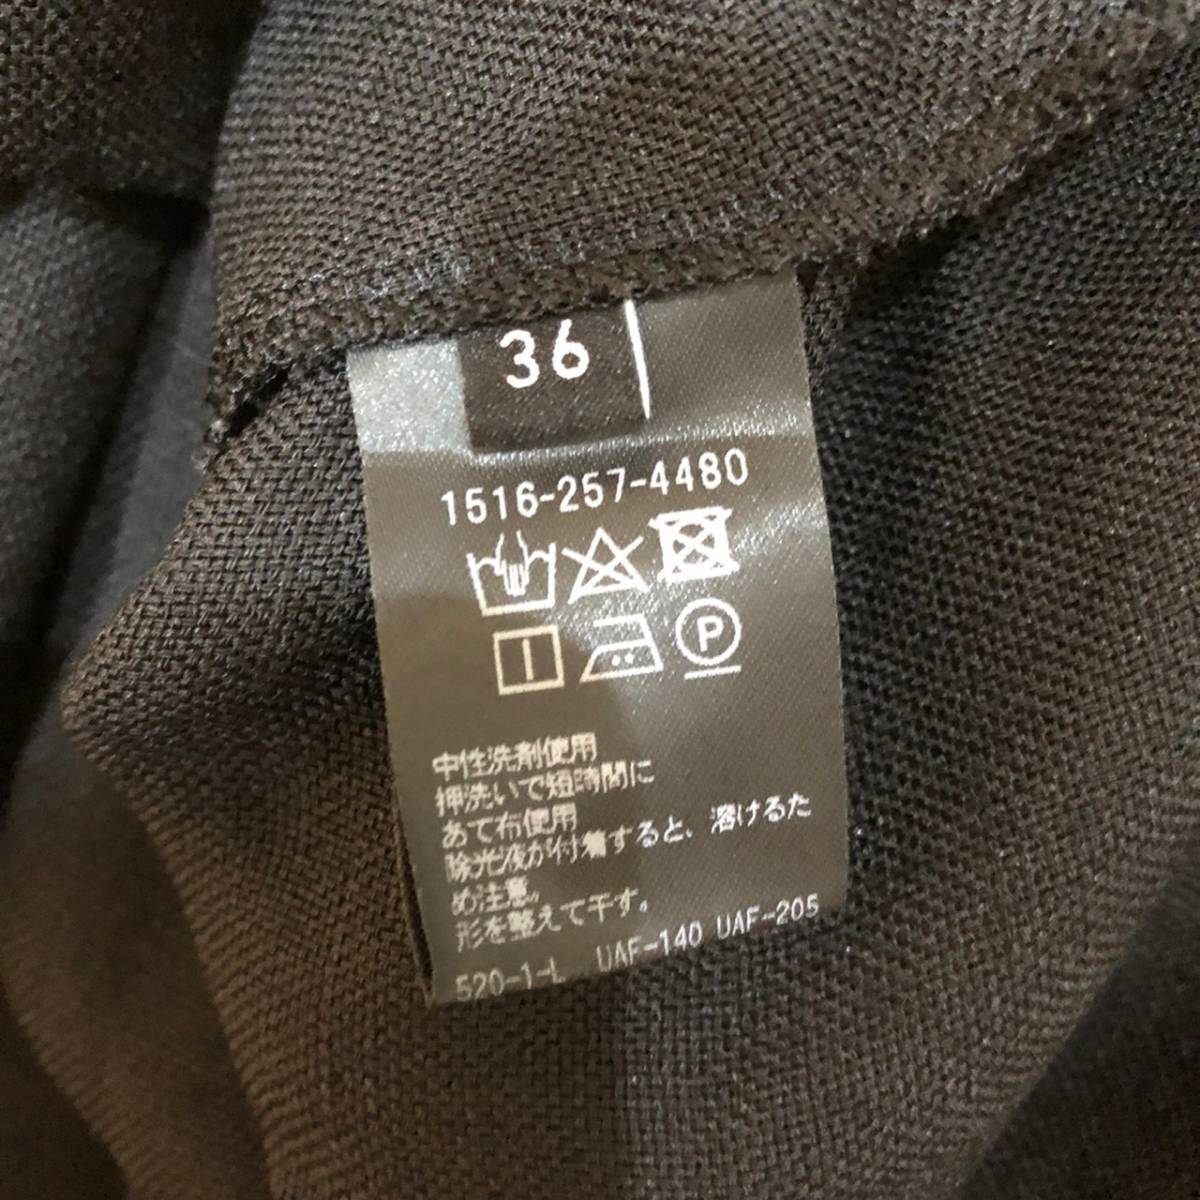 36
1516-257-4480
P
中性洗剤使用
押洗いで短時間に
あて布使用
除光液が付着すると、溶けるた
め注意。
形を整えて干す。
520-1-L UAF-140 UAF-205